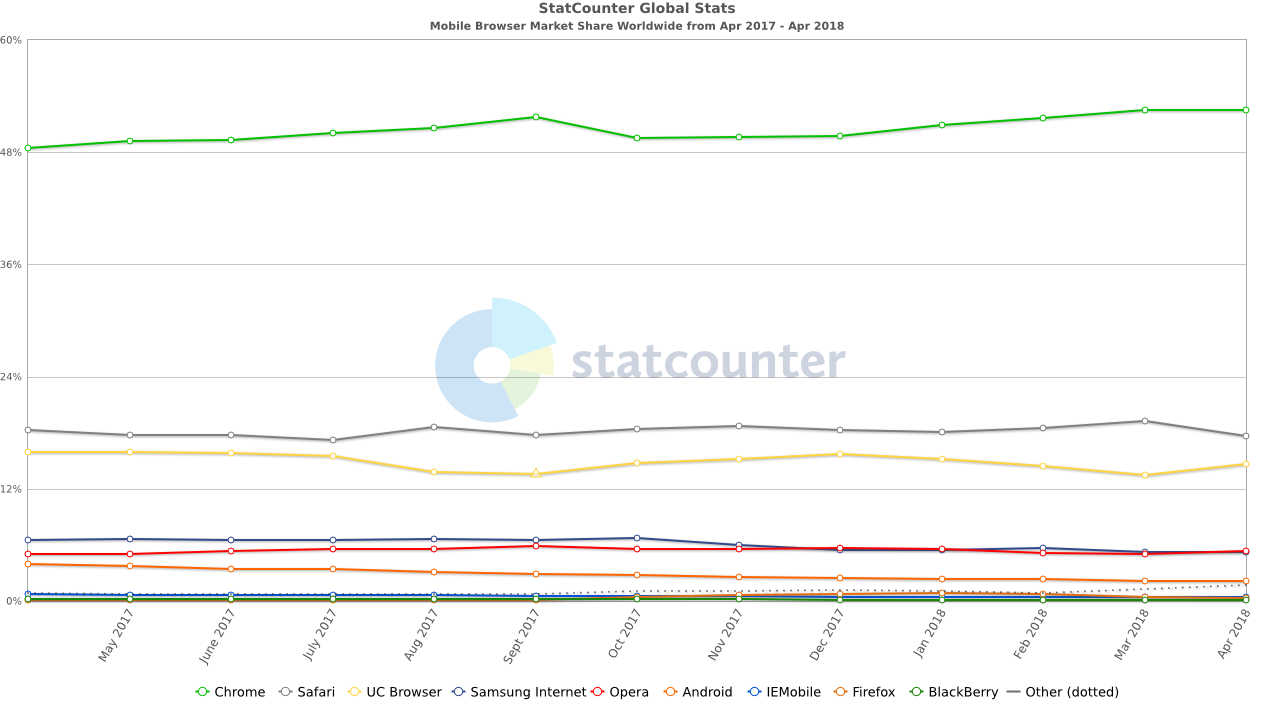 StatCounter Global Stats
Mobile Browser Market Share Worldwide from Apr 2017 - Apr 2018
60%
48%
36%
24%
12%
0%
statcounter
May 2017 June 2017 July 2017 Aug 2017 Sept 2017 Oct 2017 Nov 2017 Dec 2017 Jan 2018 Feb 2018 Mar 2018 Apr 2018
Chrome Safari UC Browser Samsung Internet Opera Android IEMobile Firefox BlackBerry Other (dotted)